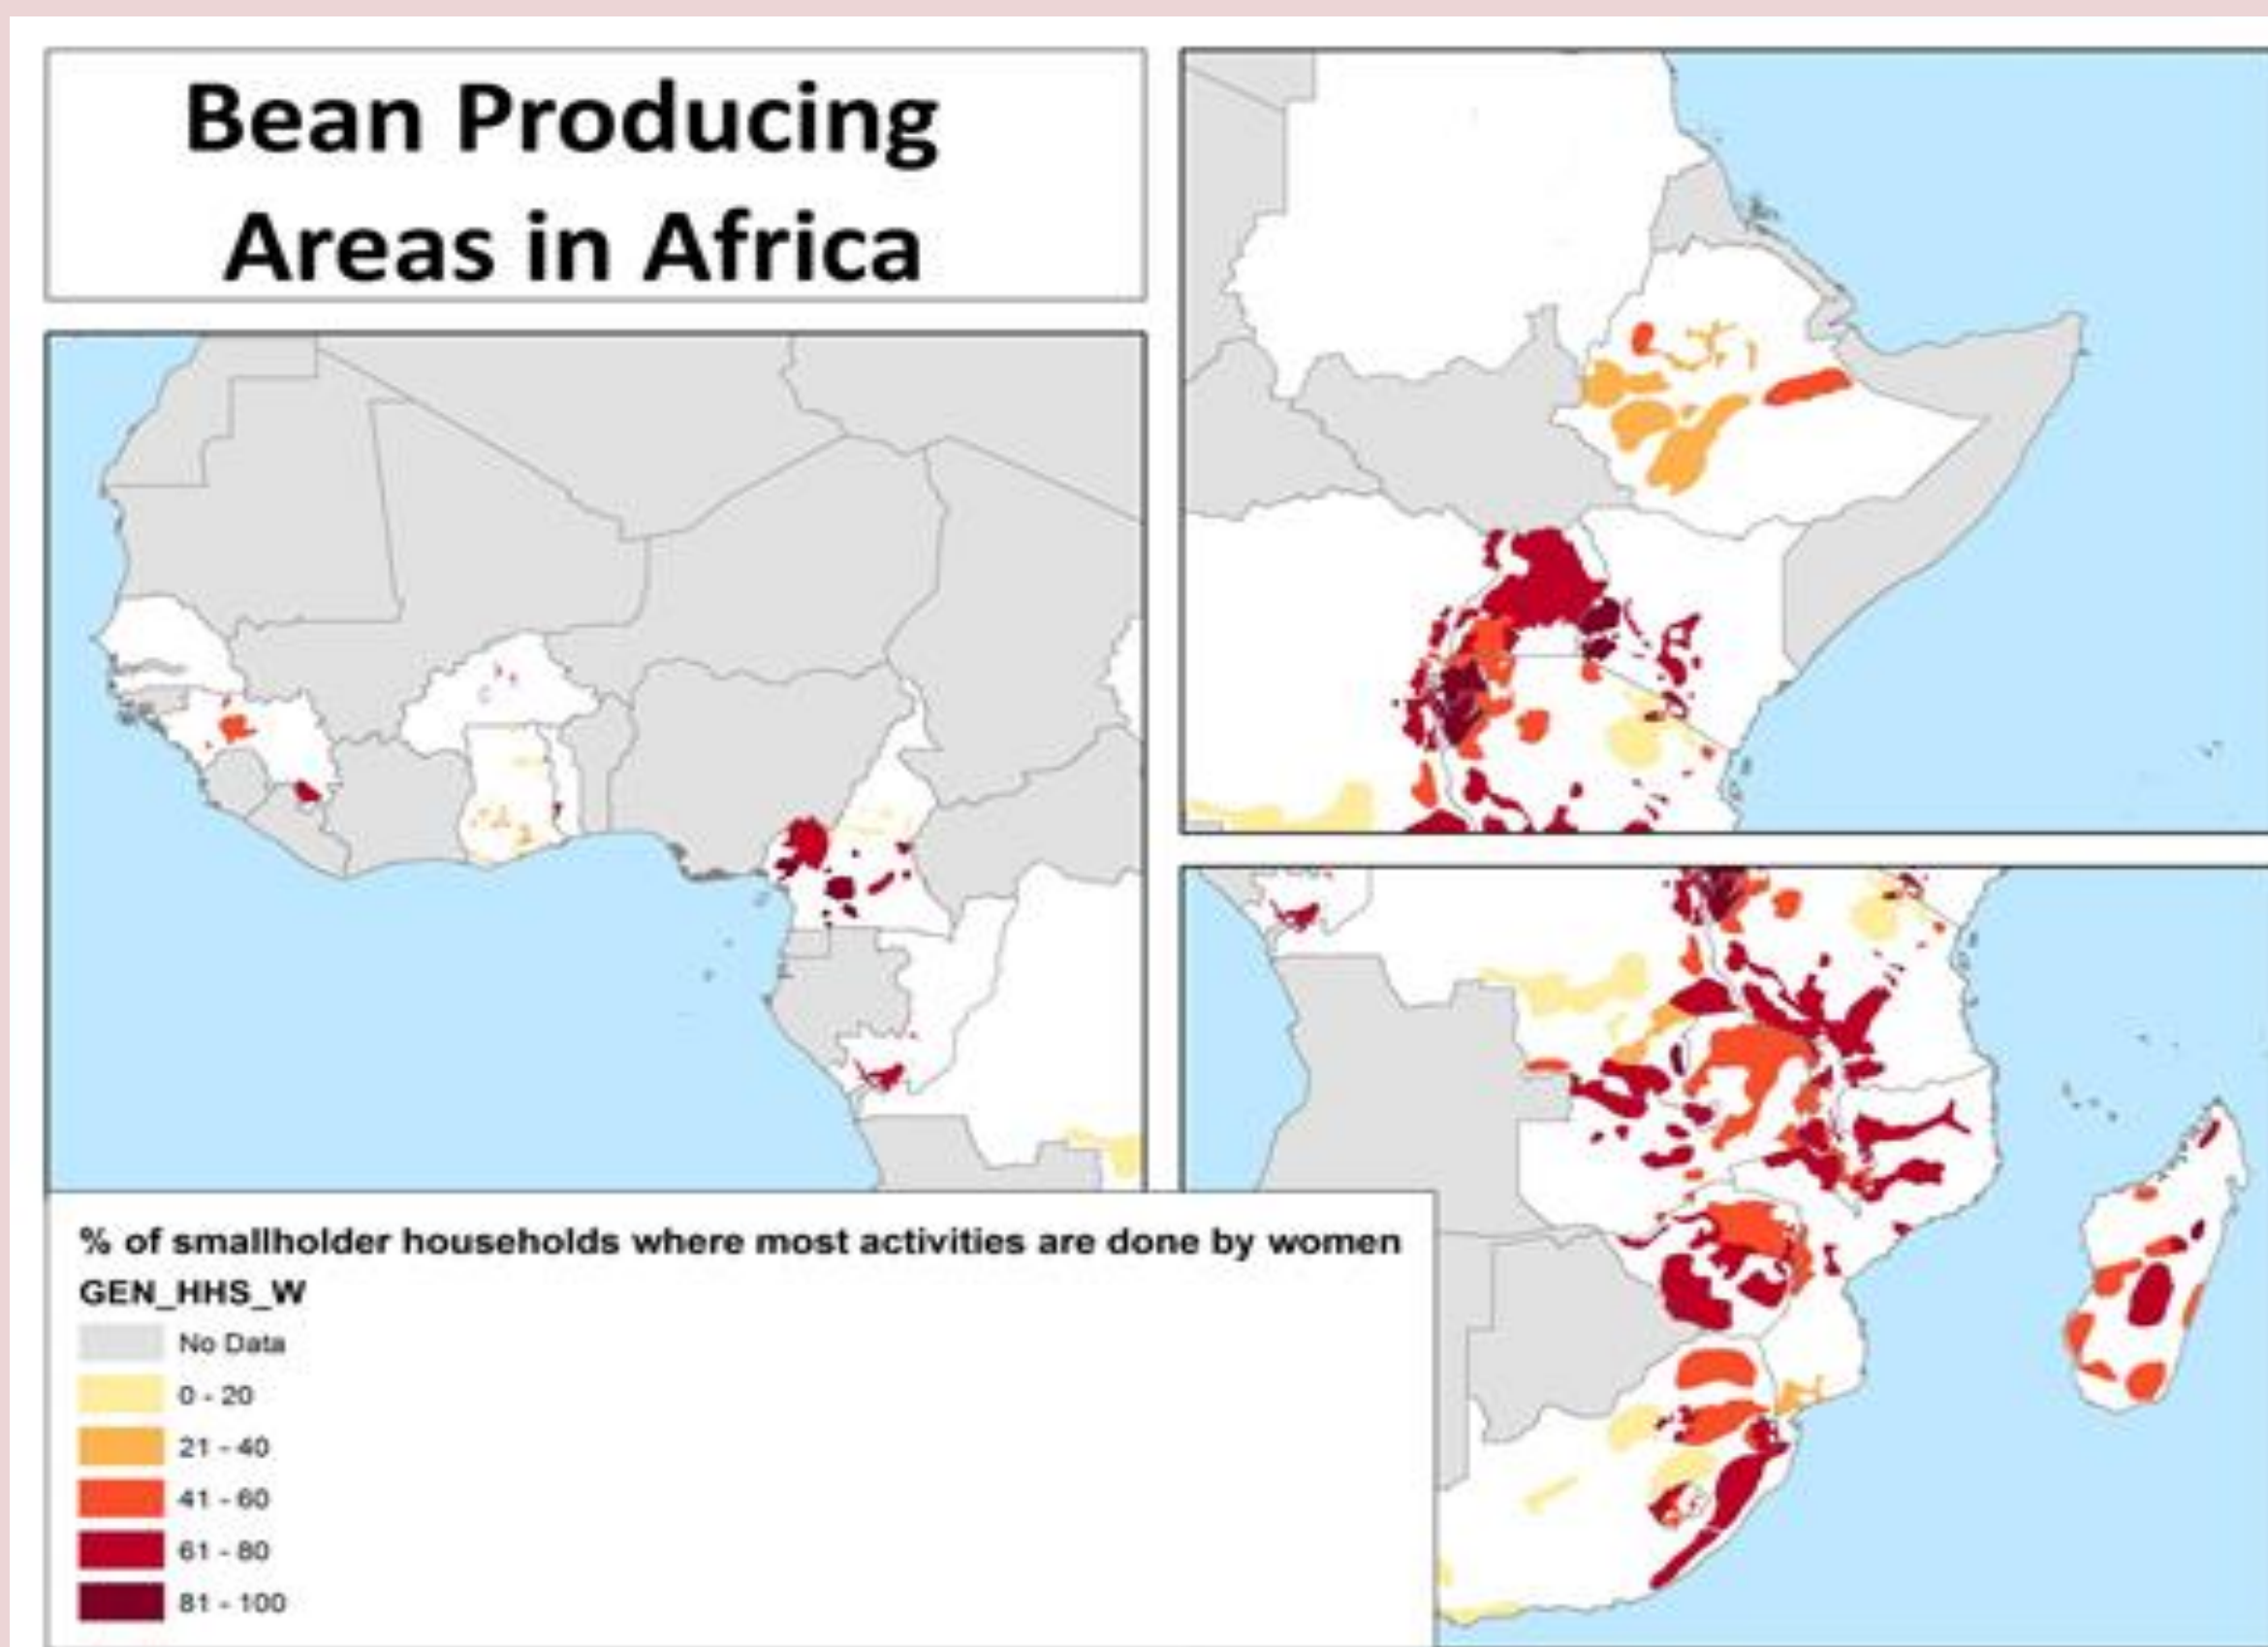 Bean Producing
Areas in Africa
% of smallholder households where most activities are done by women
GEN_HHS_W
No Data
0 - 20
21 - 40
41 - 60
61 - 80
81 - 100